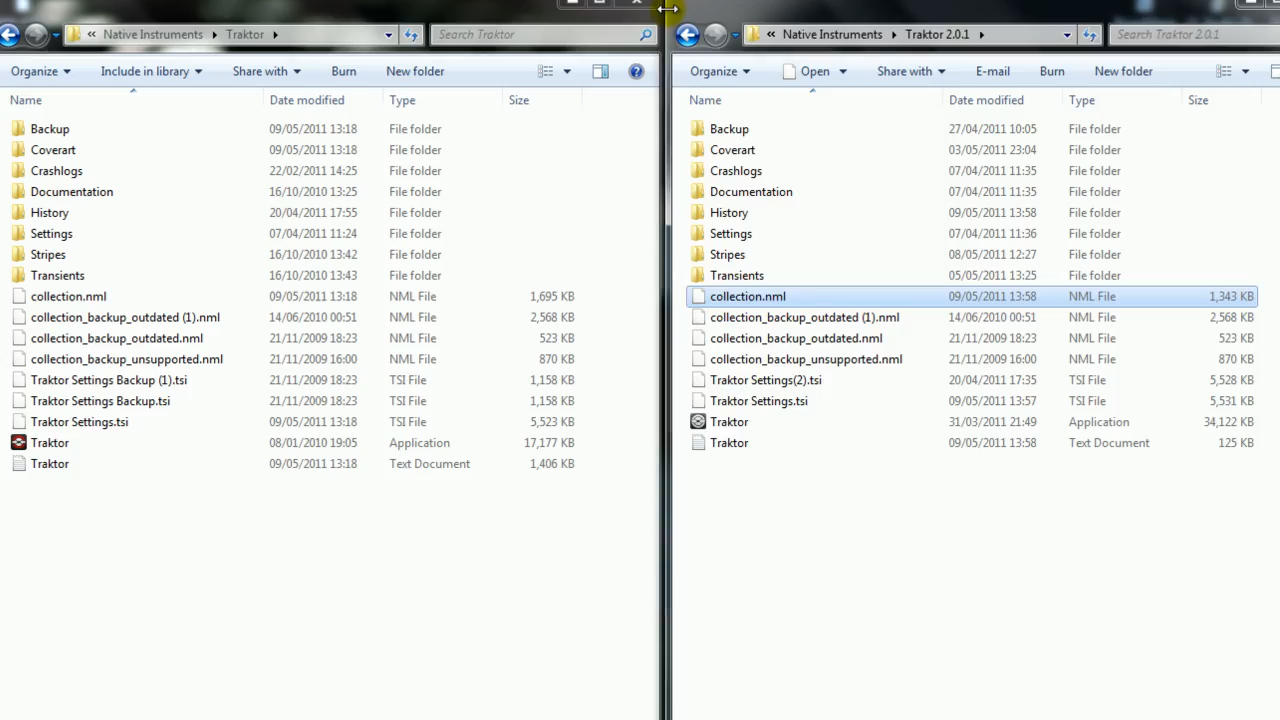 « Native Instruments Traktor Search Traktor
Organize Include in library Share with Burn New folder
Name Date modified Type Size
Backup 09/05/2011 13:18 File folder
Coverart 09/05/2011 13:18 File folder
Crashlogs 22/02/2011 14:25 File folder
Documentation 16/10/2010 13:25 File folder
History 20/04/2011 17:55 File folder
Settings 07/04/2011 11:24 File folder
Stripes 16/10/2010 13:42 File folder
Transients 16/10/2010 13:43 File folder
collection.nml 09/05/2011 13:18 NML File 1,695 KB
collection_backup_outdated (1).nml 14/06/2010 00:51 NML File 2,568 KB
collection_backup_outdated.nml 21/11/2009 18:23 NML File 523 KB
collection_backup_unsupported.nml 21/11/2009 16:00 NML File 870 KB
Traktor Settings Backup (1).tsi 21/11/2009 18:23 TSI File 1,158 KB
Traktor Settings Backup.tsi 21/11/2009 18:23 TSI File 1,158 KB
Traktor Settings.tsi 09/05/2011 13:18 TSI File 5,523 KB
Traktor 08/01/2010 19:05 Application 17,177 KB
Traktor 09/05/2011 13:18 Text Document 1,406 KB
« Native Instruments Traktor 2.0.1 Search Traktor 2.0.1
Organize Open Share with E-mail Burn New folder
Name Date modified Type Size
Backup 27/04/2011 10:05 File folder
Coverart 03/05/2011 23:04 File folder
Crashlogs 07/04/2011 11:35 File folder
Documentation 07/04/2011 11:35 File folder
History 09/05/2011 13:58 File folder
Settings 07/04/2011 11:36 File folder
Stripes 08/05/2011 12:27 File folder
Transients 05/05/2011 13:25 File folder
collection.nml 09/05/2011 13:58 NML File 1,343 KB
collection_backup_outdated (1).nml 14/06/2010 00:51 NML File 2,568 KB
collection_backup_outdated.nml 21/11/2009 18:23 NML File 523 KB
collection_backup_unsupported.nml 21/11/2009 16:00 NML File 870 KB
Traktor Settings(2).tsi 20/04/2011 17:35 TSI File 5,528 KB
Traktor Settings.tsi 09/05/2011 13:57 TSI File 5,531 KB
Traktor 31/03/2011 21:49 Application 34,122 KB
Traktor 09/05/2011 13:58 Text Document 125 KB